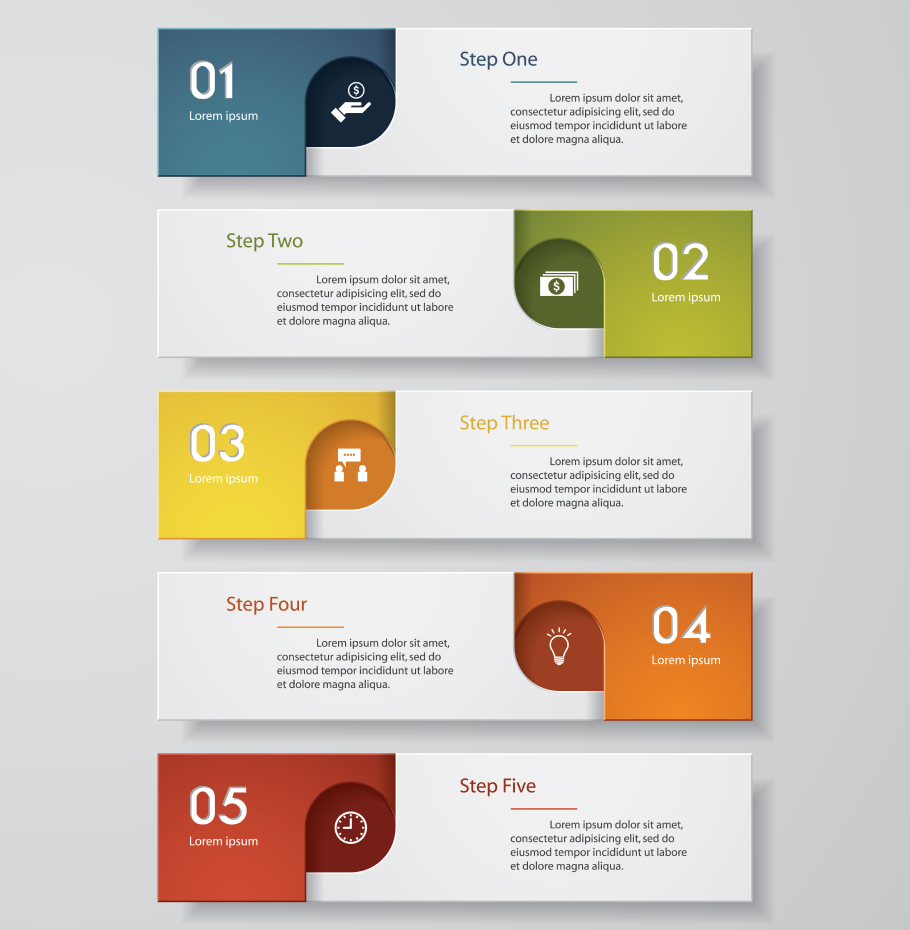 01
Lorem ipsum
$
Step One
Lorem ipsum dolor sit amet,
consectetur adipisicing elit, sed do
eiusmod tempor incididunt ut labore
et dolore magna aliqua.
Step Two
Lorem ipsum dolor sit amet,
consectetur adipisicing elit, sed do
eiusmod tempor incididunt ut labore
et dolore magna aliqua.
$
02
Lorem ipsum
03
Lorem ipsum
Step Three
Lorem ipsum dolor sit amet,
consectetur adipisicing elit, sed do
eiusmod tempor incididunt ut labore
et dolore magna aliqua.
Step Four
Lorem ipsum dolor sit amet,
consectetur adipisicing elit, sed do
eiusmod tempor incididunt ut labore
et dolore magna aliqua.
04
Lorem ipsum
05
Lorem ipsum
Step Five
Lorem ipsum dolor sit amet,
consectetur adipisicing elit, sed do
eiusmod tempor incididunt ut labore
et dolore magna aliqua.